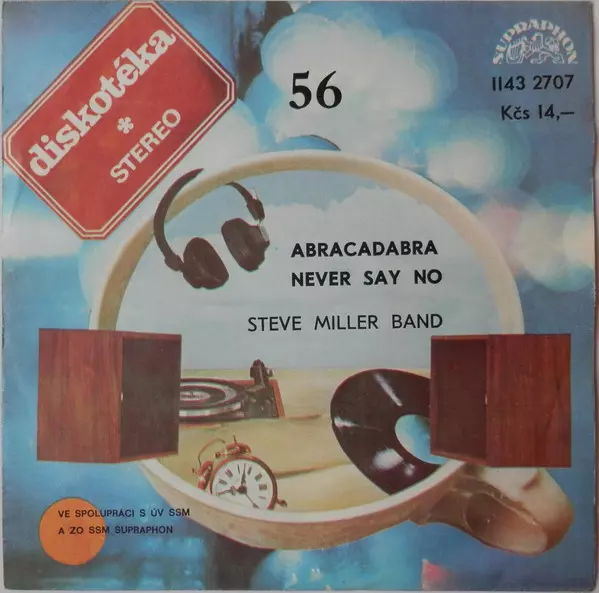 diskotéka
*
STEREO
56
SUPRAPHON
1143 2707
Kčs 14,—
ABRACADABRA
NEVER SAY NO
STEVE MILLER BAND
VE SPOLUPRÁCI S ÚV SSM
A ZO SSM SUPRAPHON